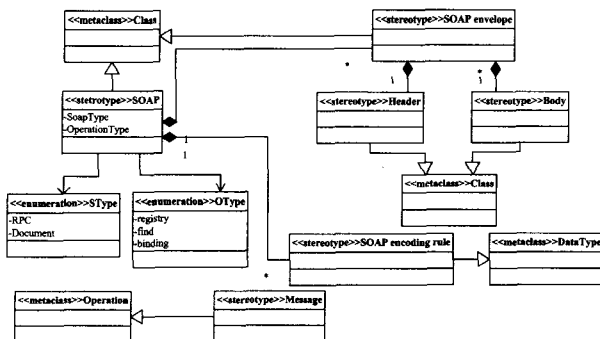 <<metaclass>>Class
<<stereotype>>SOAP envelope
*
1
*
1
<<stetrotype>>SOAP
-SoapType
-OperationType
<<stereotype>>Header
<<stereotype>>Body
1
1
<<metaclass>>Class
<<enumeration>>SType
-RPC
-Document
<<enumeration>>OType
-registry
-find
-binding
<<stereotype>>SOAP encoding rule
<<metaclass>>DataType
*
<<metaclass>>Operation
<<stereotype>>Message